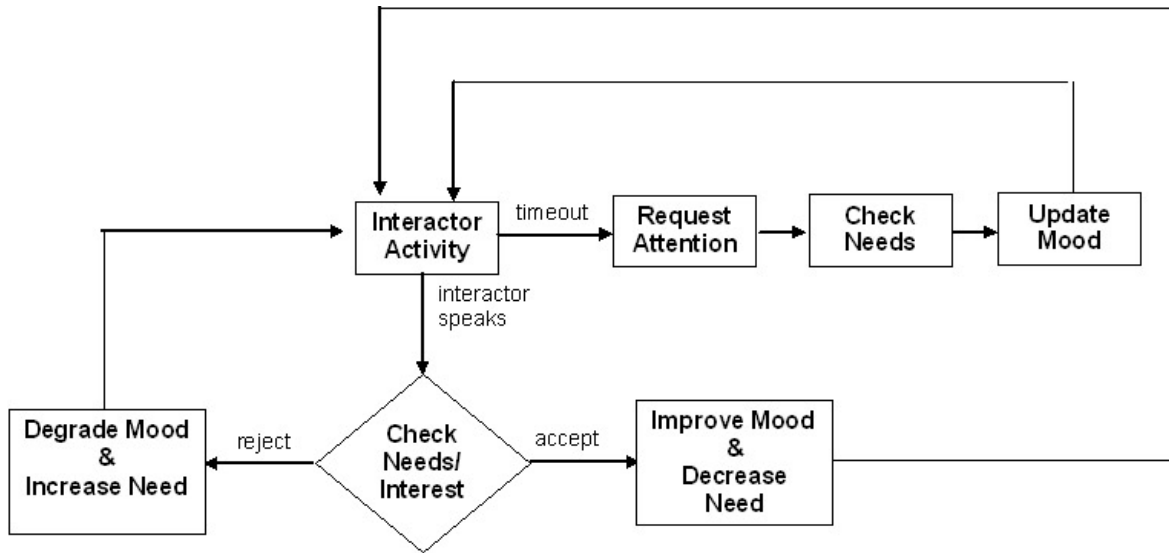 Interactor
Activity
timeout
Request
Attention
Check
Needs
Update
Mood
interactor
speaks
Degrade Mood
&
Increase Need
reject
Check
Needs/
Interest
accept
Improve Mood
&
Decrease
Need